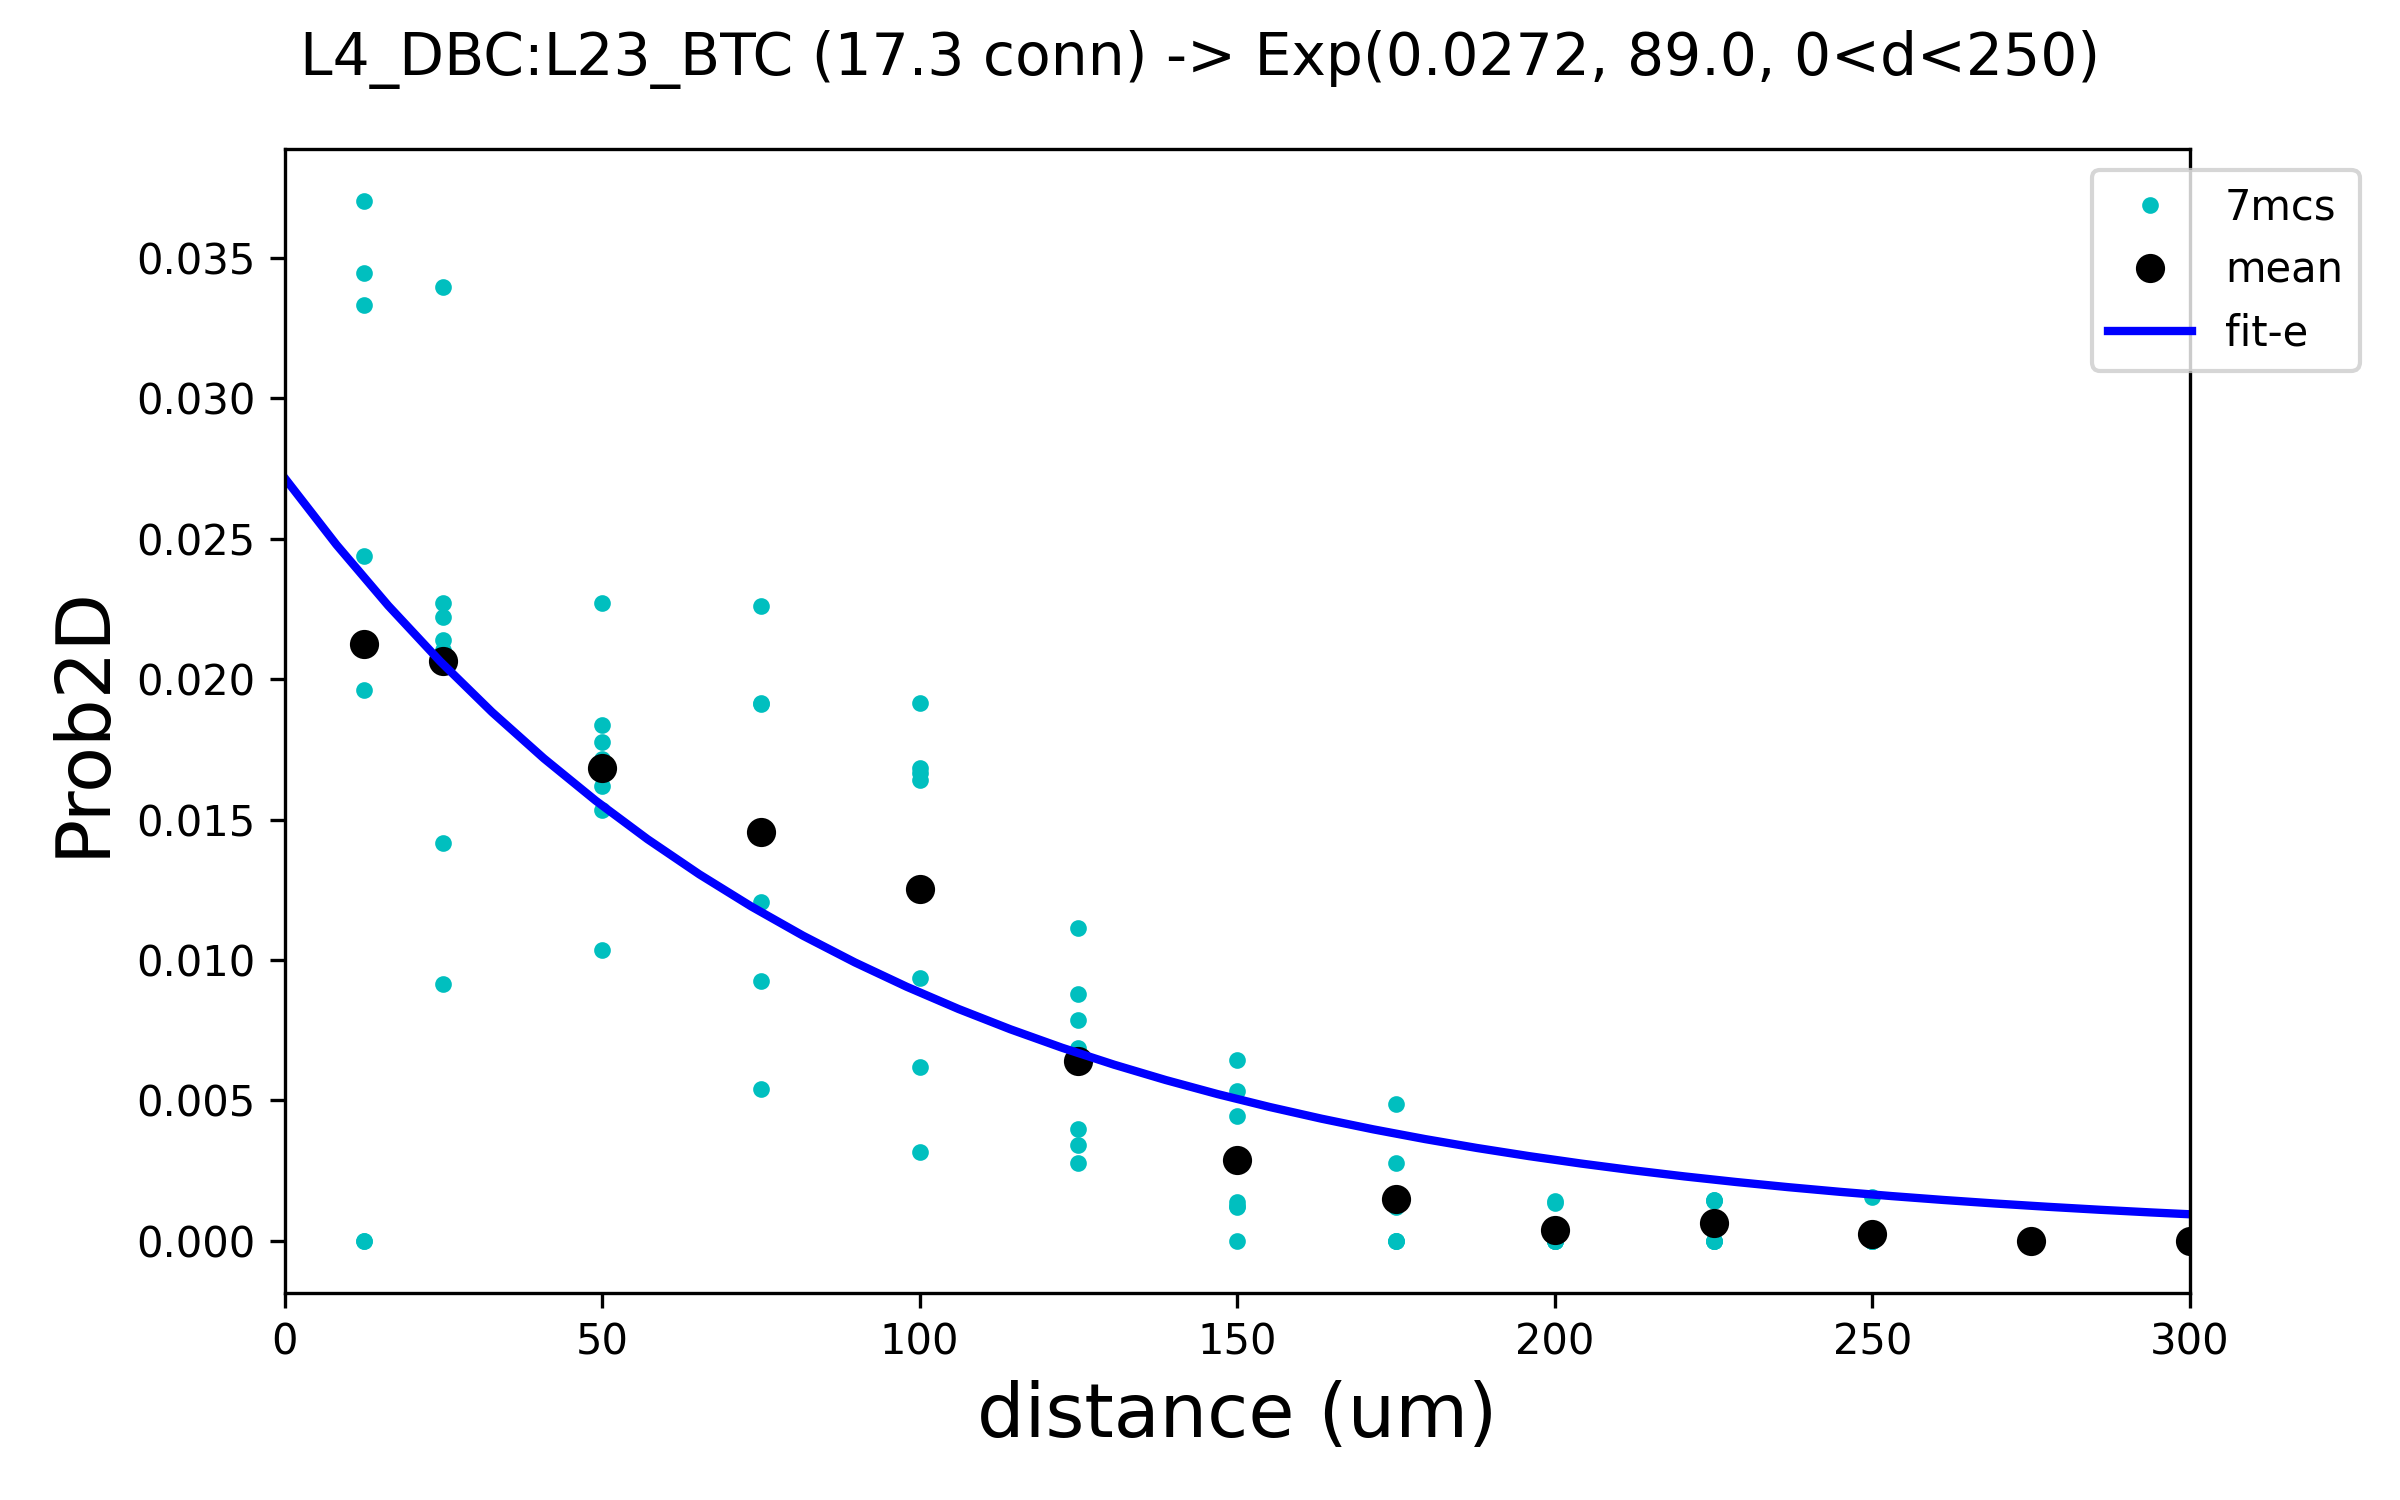 L4_DBC:L23_BTC (17.3 conn) -> Exp(0.0272, 89.0, 0<d<250)
7mcs
mean
fit-e
Prob2D
0.035
0.030
0.025
0.020
0.015
0.010
0.005
0.000
0 50 100 150 200 250 300
distance (um)